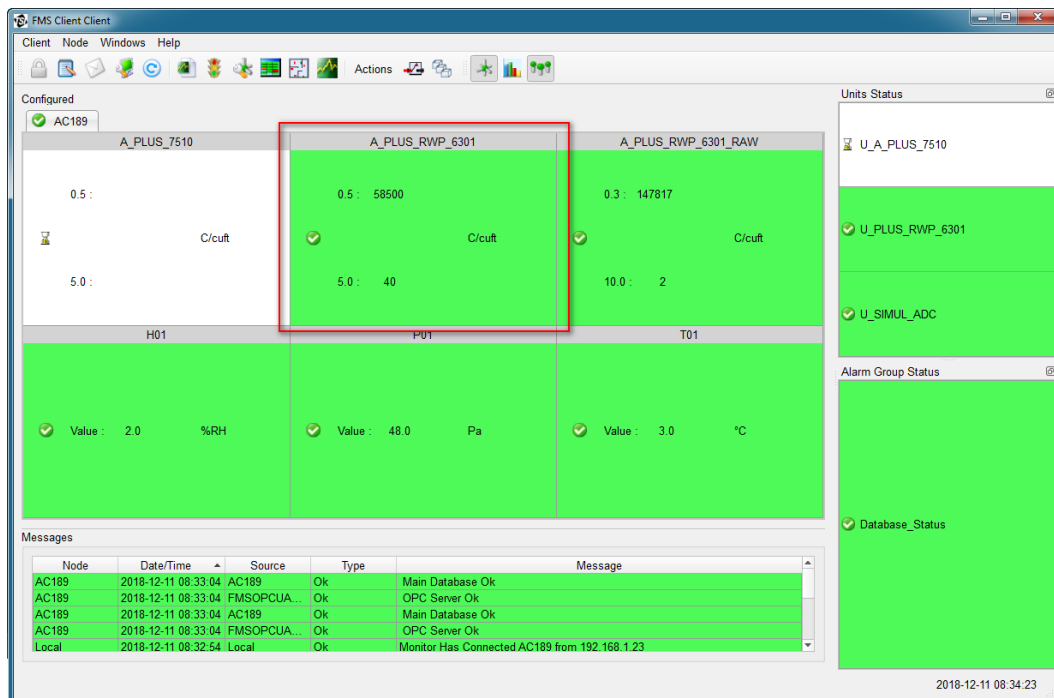 FMS Client Client
Client Node Windows Help
Actions
Configured
AC189
A_PLUS_7510
0.5 :
C/cuft
5.0 :
A_PLUS_RWP_6301
0.5 : 58500
C/cuft
5.0 : 40
A_PLUS_RWP_6301_RAW
0.3 : 147817
C/cuft
10.0 : 2
H01
Value : 2.0 %RH
P01
Value : 48.0 Pa
T01
Value : 3.0 °C
Messages
Node Date/Time Source Type Message
AC189 2018-12-11 08:33:04 AC189 Ok Main Database Ok
AC189 2018-12-11 08:33:04 FMSOPCUA... Ok OPC Server Ok
AC189 2018-12-11 08:33:04 AC189 Ok Main Database Ok
AC189 2018-12-11 08:33:04 FMSOPCUA... Ok OPC Server Ok
Local 2018-12-11 08:32:54 Local Ok Monitor Has Connected AC189 from 192.168.1.23
Units Status
U_A_PLUS_7510
U_PLUS_RWP_6301
U_SIMUL_ADC
Alarm Group Status
Database_Status
2018-12-11 08:34:23